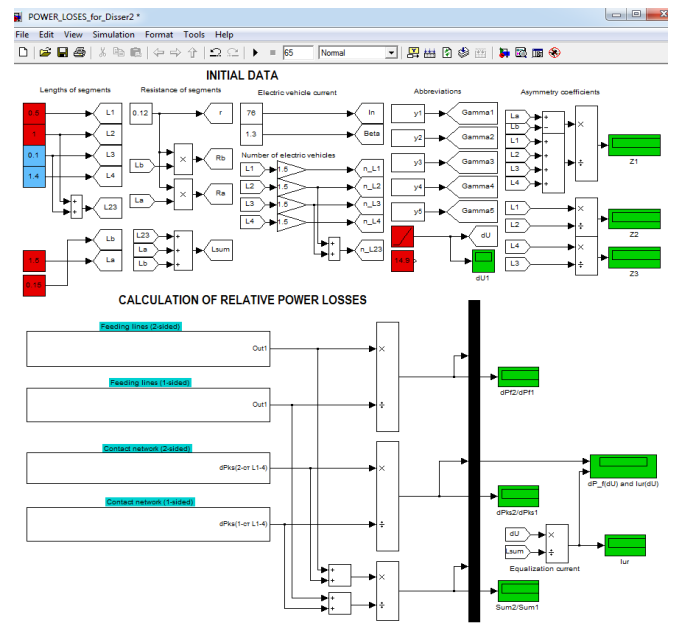 POWER_LOSES_for_Disser2 *
File Edit View Simulation Format Tools Help
65 Normal
INITIAL DATA
Lengths of segments
Resistance of segments
Electric vehicle current
Abbreviations
Asymmetry coefficients
0.5 L1
1 L2
0.1 L3
1.4 L4
L23
Lb
1.5 La
0.15
0.12 r
Lb Rb
La Ra
L23
La
Lb
Lsum
76 In
1.3 Beta
Number of electric vehicles
L1 1.5 n_L1
L2 1.5 n_L2
L3 1.5 n_L3
L4 1.5 n_L4
n_L23
y1 Gamma1
y2 Gamma2
y3 Gamma3
y4 Gamma4
y5 Gamma5
dU
14.9
dU1
La
Lb
L1
L2
L3
L4
Z1
L1
L2
Z2
L4
L3
Z3
CALCULATION OF RELATIVE POWER LOSSES
Feeding lines (2-sided)
Out1
Feeding lines (1-sided)
Out1
dPf2/dPf1
Contact network (2-sided)
dPks(2-ст L1-4)
dP_f(dU) and Iur(dU)
Contact network (1-sided)
dPks2/dPks1
dPks(1-ст L1-4)
dU
Lsum
Iur
Equalization current
Sum2/Sum1